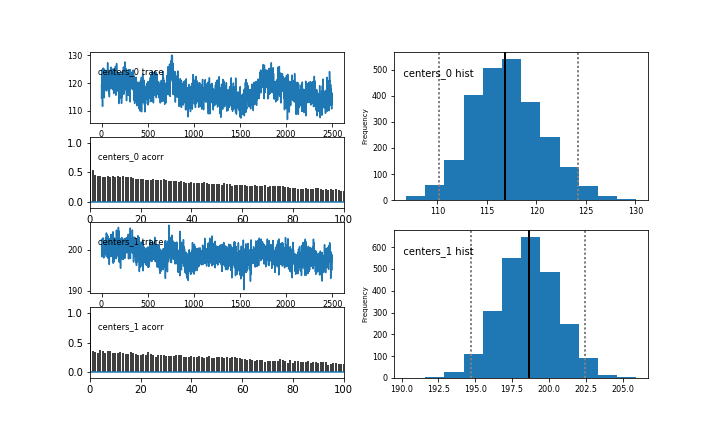 centers_0 trace
130
120
110
0 500 1000 1500 2000 2500
centers_0 acorr
1.0
0.5
0.0
0 20 40 60 80 100
centers_1 trace
200
190
0 500 1000 1500 2000 2500
centers_1 acorr
1.0
0.5
0.0
0 20 40 60 80 100
centers_0 hist
Frequency
500
400
300
200
100
0
110 115 120 125 130
centers_1 hist
Frequency
600
500
400
300
200
100
0
190.0 192.5 195.0 197.5 200.0 202.5 205.0